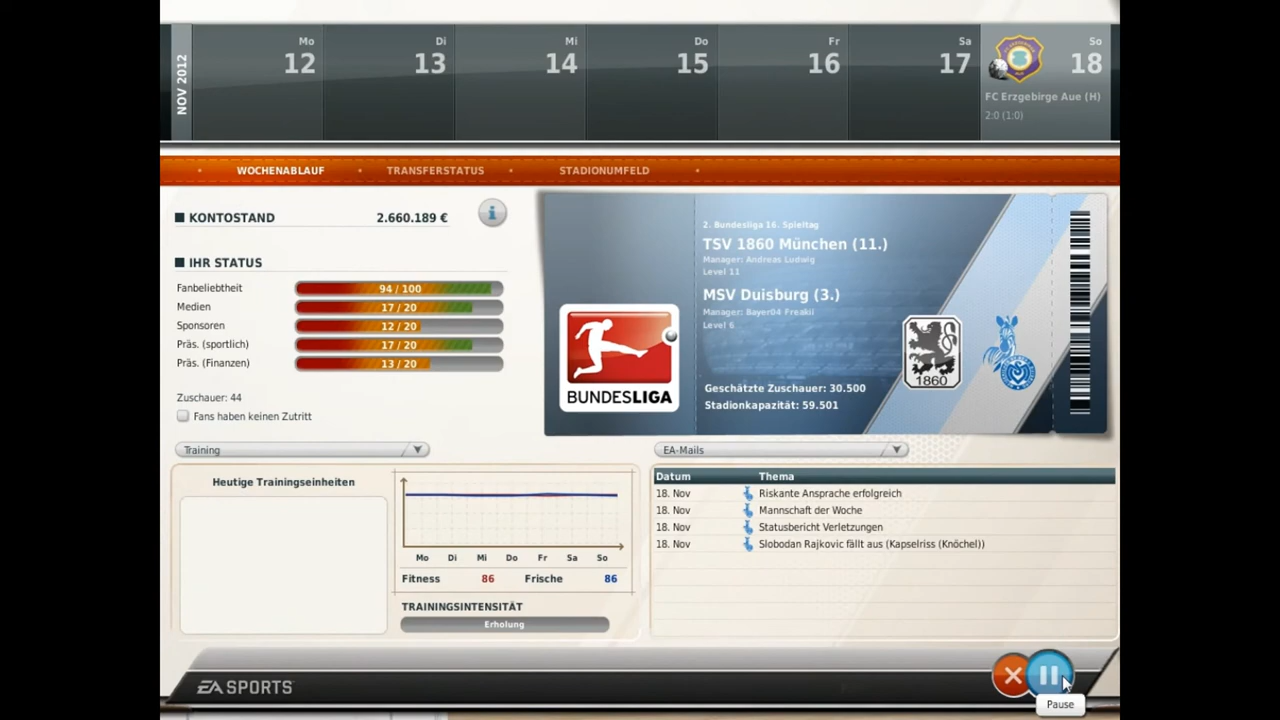 NOV 2012
Mo
12
Di
13
Mi
14
Do
15
Fr
16
Sa
17
So
18
FC Erzgebirge Aue (H)
2:0 (1:0)
WOCHENABLAUF
TRANSFERSTATUS
STADIONUMFELD
KONTOSTAND 2.660.189 €
i
IHR STATUS
Fanbeliebtheit 94 / 100
Medien 17 / 20
Sponsoren 12 / 20
Präs. (sportlich) 17 / 20
Präs. (Finanzen) 13 / 20
Zuschauer: 44
Fans haben keinen Zutritt
2. Bundesliga 16. Spieltag
TSV 1860 München (11.)
Manager: Andreas Ludwig
Level 11
MSV Duisburg (3.)
Manager: Bayer04 Freakii
Level 6
Geschätzte Zuschauer: 30.500
Stadionkapazität: 59.501
BUNDESLIGA
1860
Training
Heutige Trainingseinheiten
Mo Di Mi Do Fr Sa So
Fitness 86 Frische 86
TRAININGSINTENSITÄT
Erholung
EA-Mails
Datum Thema
18. Nov Riskante Ansprache erfolgreich
18. Nov Mannschaft der Woche
18. Nov Statusbericht Verletzungen
18. Nov Slobodan Rajkovic fällt aus (Kapselriss (Knöchel))
EA SPORTS
Pause